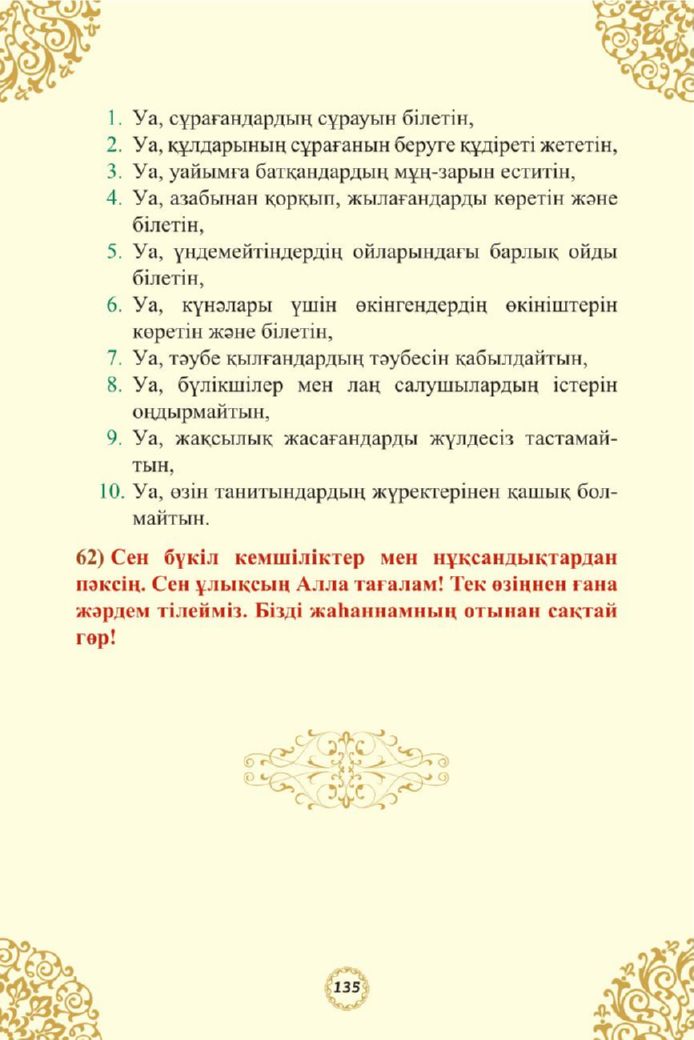 1. Уа, сұрағандардың сұрауын білетін,
2. Уа, құлдарының сұрағанын беруге құдіреті жететін,
3. Уа, уайымға батқандардың мұң-зарын еститін,
4. Уа, азабынан қорқып, жылағандарды көретін және
білетін,
5. Уа, үндемейтіндердің ойларындағы барлық ойды
білетін,
6. Уа, күнәлары үшін өкінгендердің өкініштерін
көретін және білетін,
7. Уа, тәубе қылғандардың тәубесін қабылдайтын,
8. Уа, бүлікшілер мен лаң салушылардың істерін
оңдырмайтын,
9. Уа, жақсылық жасағандарды жүлдесіз тастамай-
тын,
10. Уа, өзін танитындардың жүректерінен қашық бол-
майтын.
62) Сен бүкіл кемшіліктер мен нұқсандықтардан
пәксің. Сен ұлықсың Алла тағалам! Тек өзіңнен ғана
жәрдем тілейміз. Бізді жаһаннамның отынан сақтай
гөр!
135